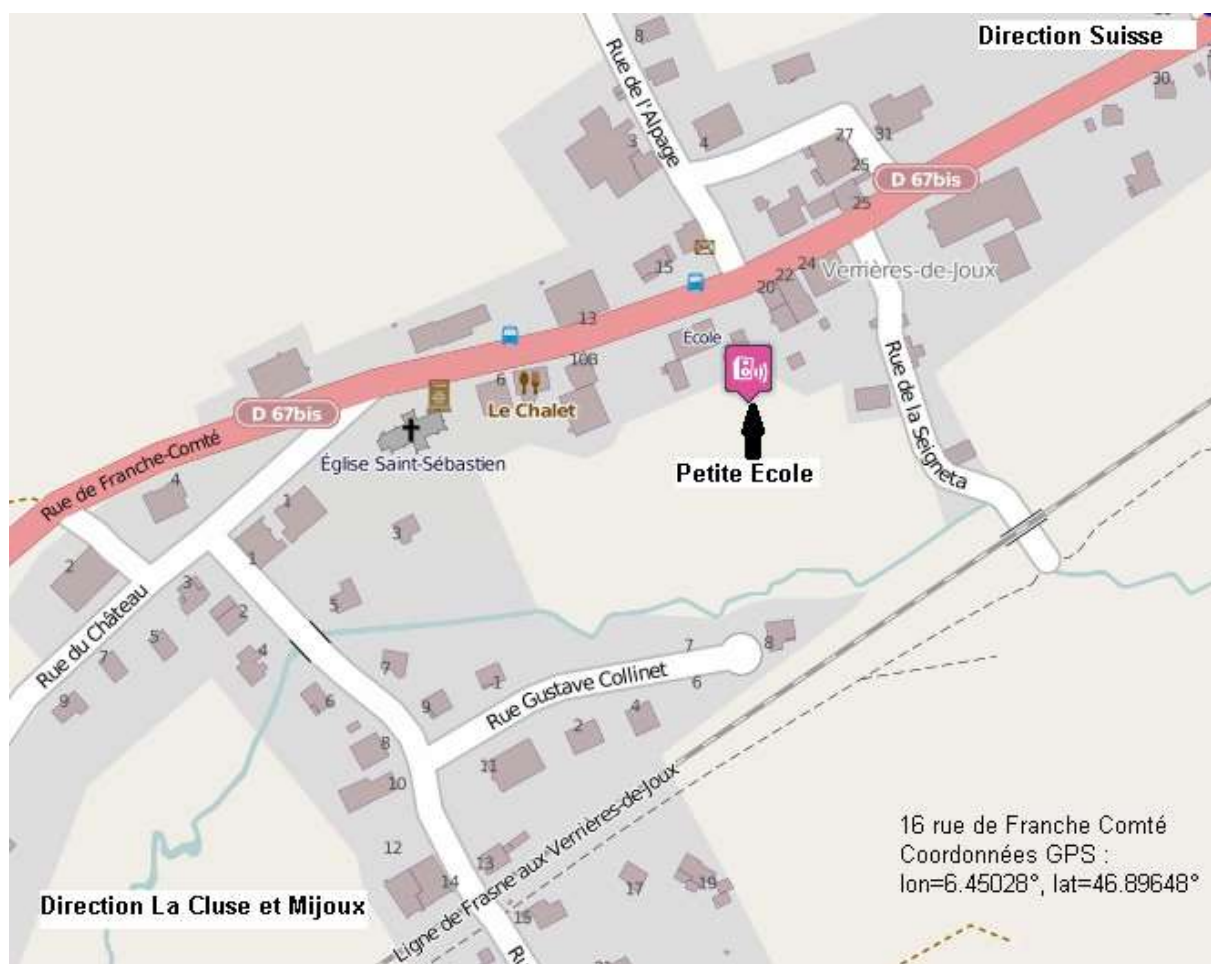 Direction Suisse
8
30
Rue de l'Alpage
3
4
27
31
25
25
D 67bis
15
24
22
20
Verrières-de-Joux
13
Ecole
10B
6
Le Chalet
D 67bis
Église Saint-Sébastien
Petite Ecole
Rue de la Seigneta
Rue de Franche-Comté
4
1
3
1
2
3
5
2
Rue du Château
5
7
4
9
7
6
9
1
7
8
6
Rue Gustave Collinet
4
2
8
11
10
12
13
14
17
19
15
Ligne de Frasne aux Verrières-de-Joux
16 rue de Franche Comté
Coordonnées GPS :
lon=6.45028°, lat=46.89648°
Direction La Cluse et Mijoux